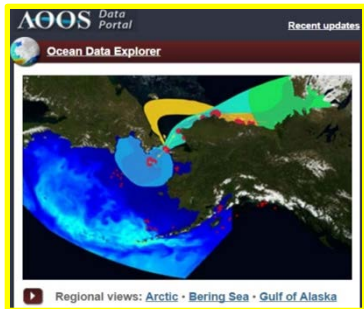 AOOS Data Portal
Recent updates
Ocean Data Explorer
Regional views: Arctic • Bering Sea • Gulf of Alaska